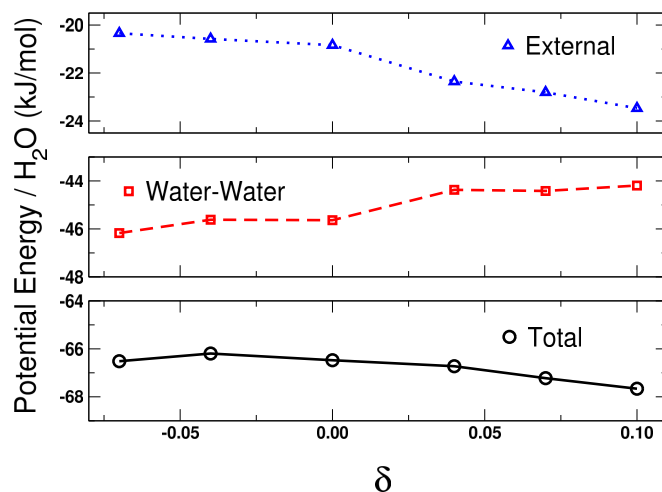 Potential Energy / H₂O (kJ/mol)
-20
-22
-24
External
-44
-46
-48
Water-Water
-64
-66
-68
Total
-0.05 0.00 0.05 0.10
δ